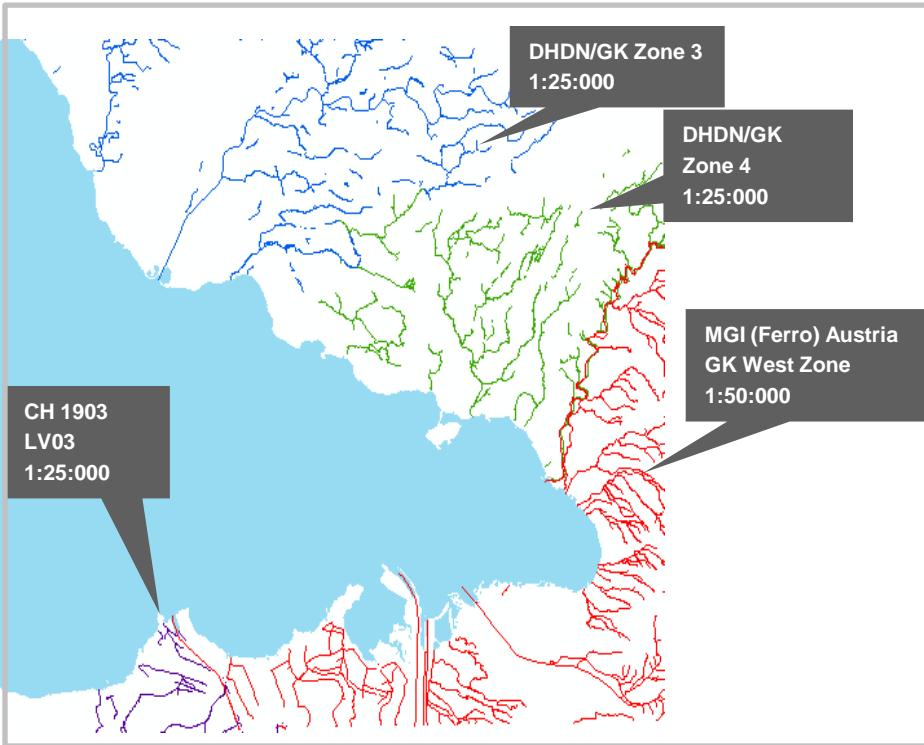 DHDN/GK Zone 3
1:25:000
DHDN/GK
Zone 4
1:25:000
MGI (Ferro) Austria
GK West Zone
1:50:000
CH 1903
LV03
1:25:000